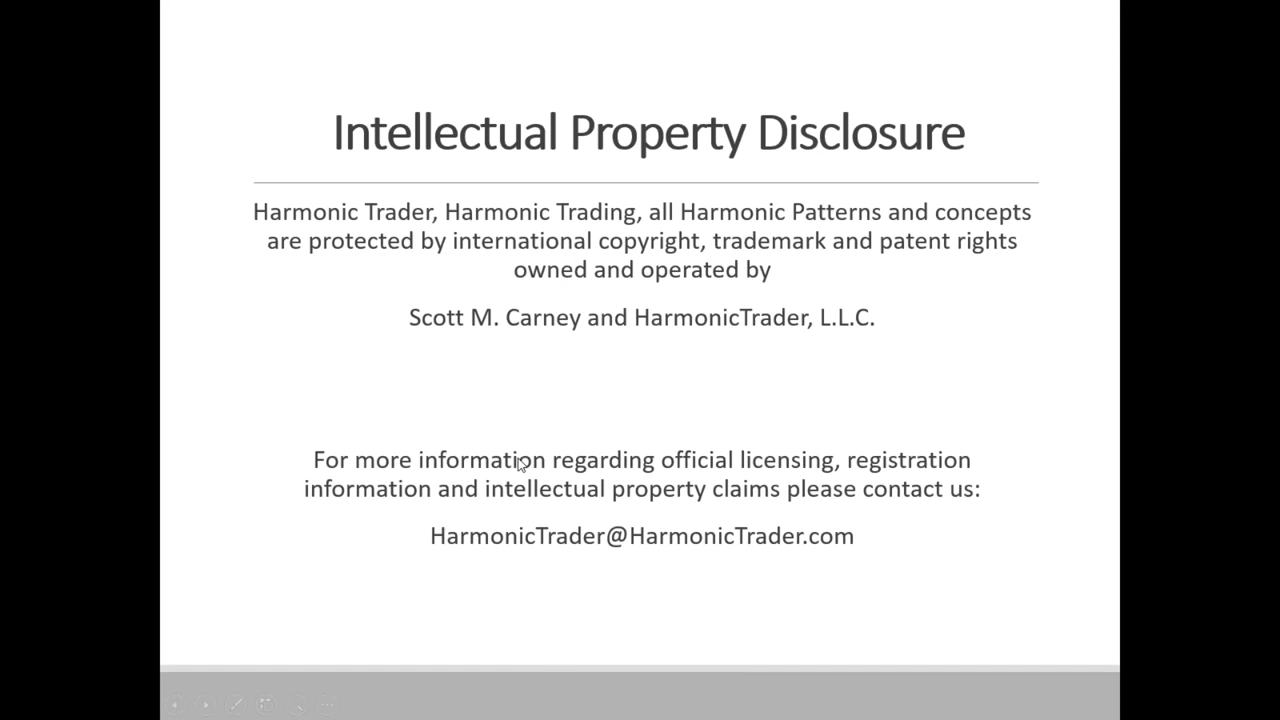 Intellectual Property Disclosure
Harmonic Trader, Harmonic Trading, all Harmonic Patterns and concepts
are protected by international copyright, trademark and patent rights
owned and operated by
Scott M. Carney and HarmonicTrader, L.L.C.
For more information regarding official licensing, registration
information and intellectual property claims please contact us:
HarmonicTrader@HarmonicTrader.com